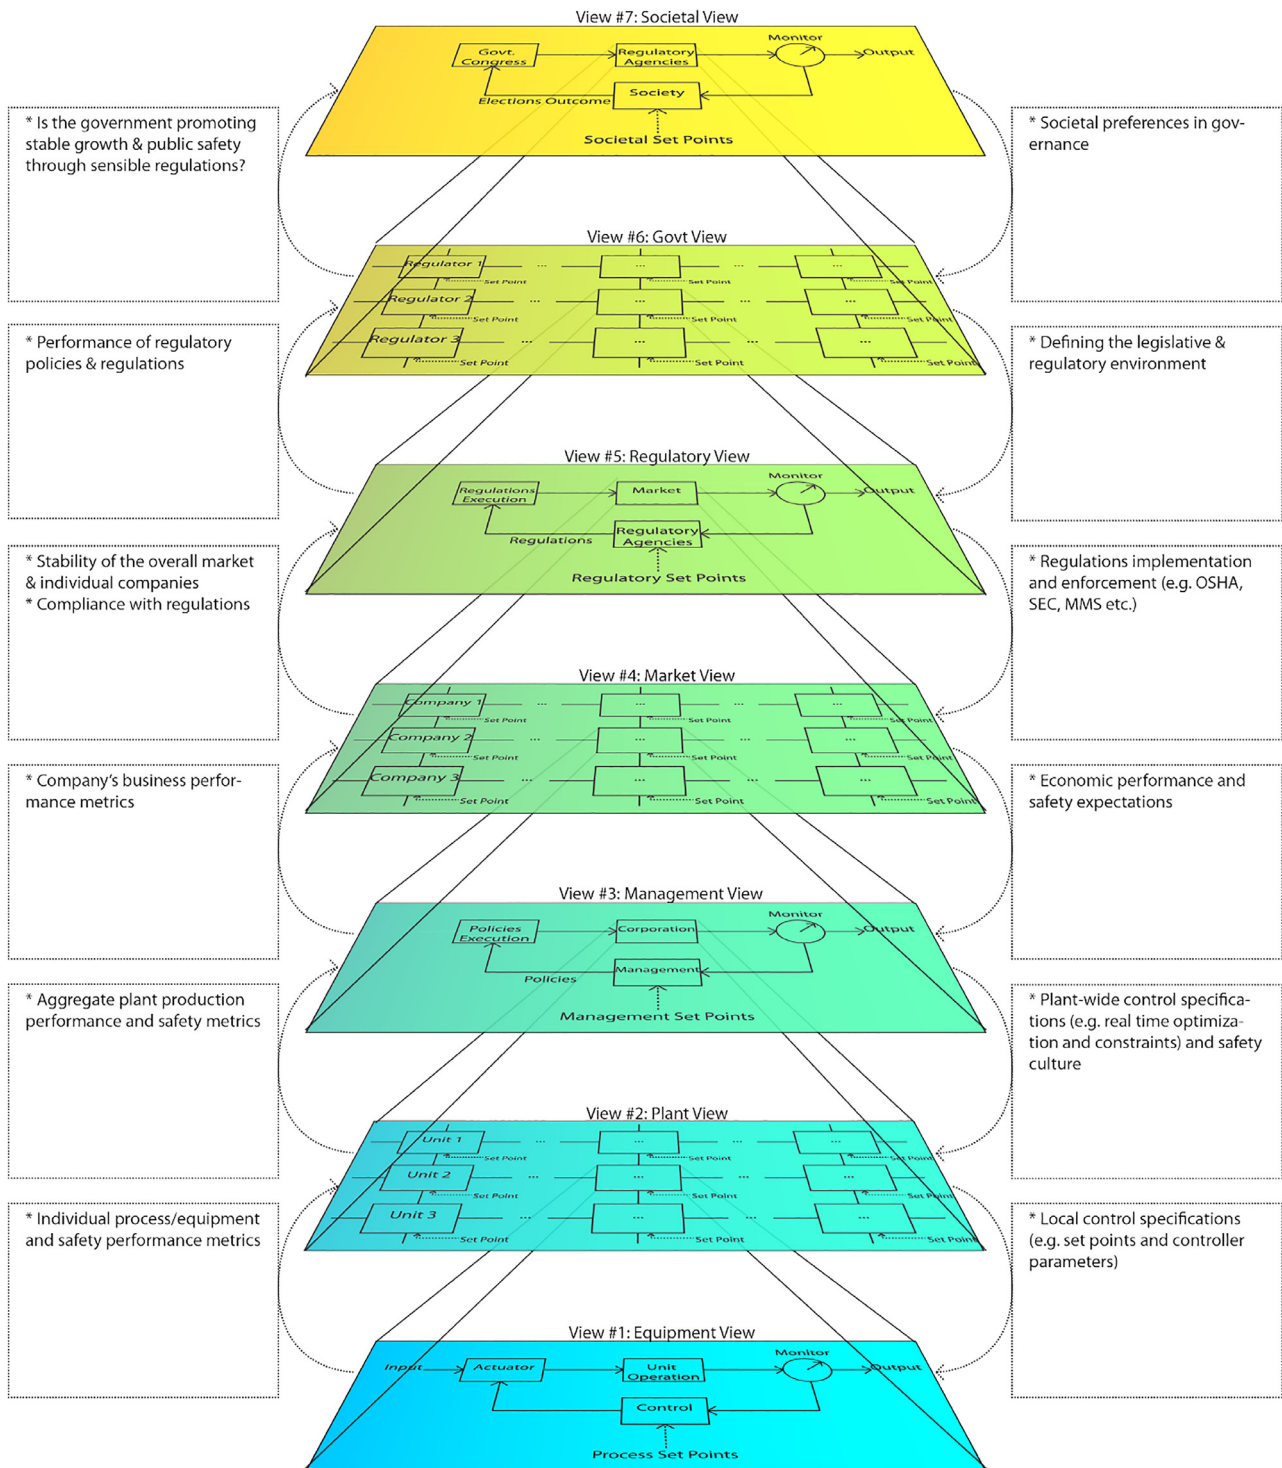 View #7: Societal View
Govt. Congress
Regulatory Agencies
Monitor
Output
Society
Elections Outcome
Societal Set Points
* Is the government promoting
stable growth & public safety
through sensible regulations?
* Societal preferences in gov-
ernance
View #6: Govt View
Regulator 1 ... ... ... ...
Set Point Set Point Set Point
Regulator 2 ... ... ... ...
Set Point Set Point Set Point
Regulator 3 ... ... ... ...
Set Point Set Point Set Point
* Performance of regulatory
policies & regulations
* Defining the legislative &
regulatory environment
View #5: Regulatory View
Regulations Execution
Market
Monitor
Output
Regulatory Agencies
Regulations
Regulatory Set Points
* Stability of the overall market
& individual companies
* Compliance with regulations
* Regulations implementation
and enforcement (e.g. OSHA,
SEC, MMS etc.)
View #4: Market View
Company 1 ... ... ... ...
Set Point Set Point Set Point
Company 2 ... ... ... ...
Set Point Set Point Set Point
Company 3 ... ... ... ...
Set Point Set Point Set Point
* Company's business perfor-
mance metrics
* Economic performance and
safety expectations
View #3: Management View
Policies Execution
Corporation
Monitor
Output
Management
Policies
Management Set Points
* Aggregate plant production
performance and safety metrics
* Plant-wide control specifica-
tions (e.g. real time optimiza-
tion and constraints) and safety
culture
View #2: Plant View
Unit 1 ... ... ... ...
Set Point Set Point Set Point
Unit 2 ... ... ... ...
Set Point Set Point Set Point
Unit 3 ... ... ... ...
Set Point Set Point Set Point
* Individual process/equipment
and safety performance metrics
* Local control specifications
(e.g. set points and controller
parameters)
View #1: Equipment View
Input
Actuator
Unit Operation
Monitor
Output
Control
Process Set Points